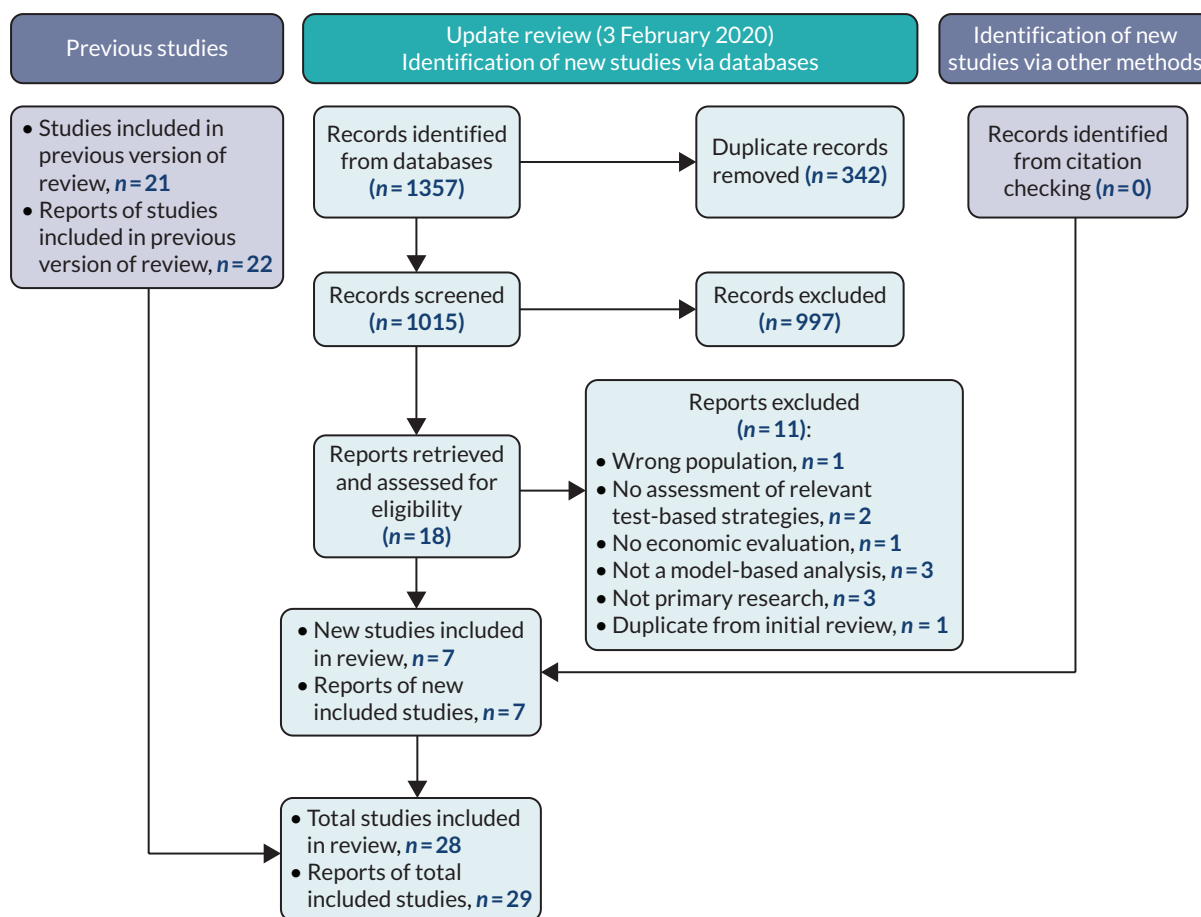 Previous studies
Update review (3 February 2020)
Identification of new studies via databases
Identification of new
studies via other methods
• Studies included in
previous version of
review, n = 21
• Reports of studies
included in previous
version of review, n = 22
Records identified
from databases
(n = 1357)
Duplicate records
removed (n = 342)
Records identified
from citation
checking (n = 0)
Records screened
(n = 1015)
Records excluded
(n = 997)
Reports retrieved
and assessed for
eligibility
(n = 18)
Reports excluded
(n = 11):
• Wrong population, n = 1
• No assessment of relevant
test-based strategies, n = 2
• No economic evaluation, n = 1
• Not a model-based analysis, n = 3
• Not primary research, n = 3
• Duplicate from initial review, n = 1
• New studies included
in review, n = 7
• Reports of new
included studies, n = 7
• Total studies included
in review, n = 28
• Reports of total
included studies, n = 29